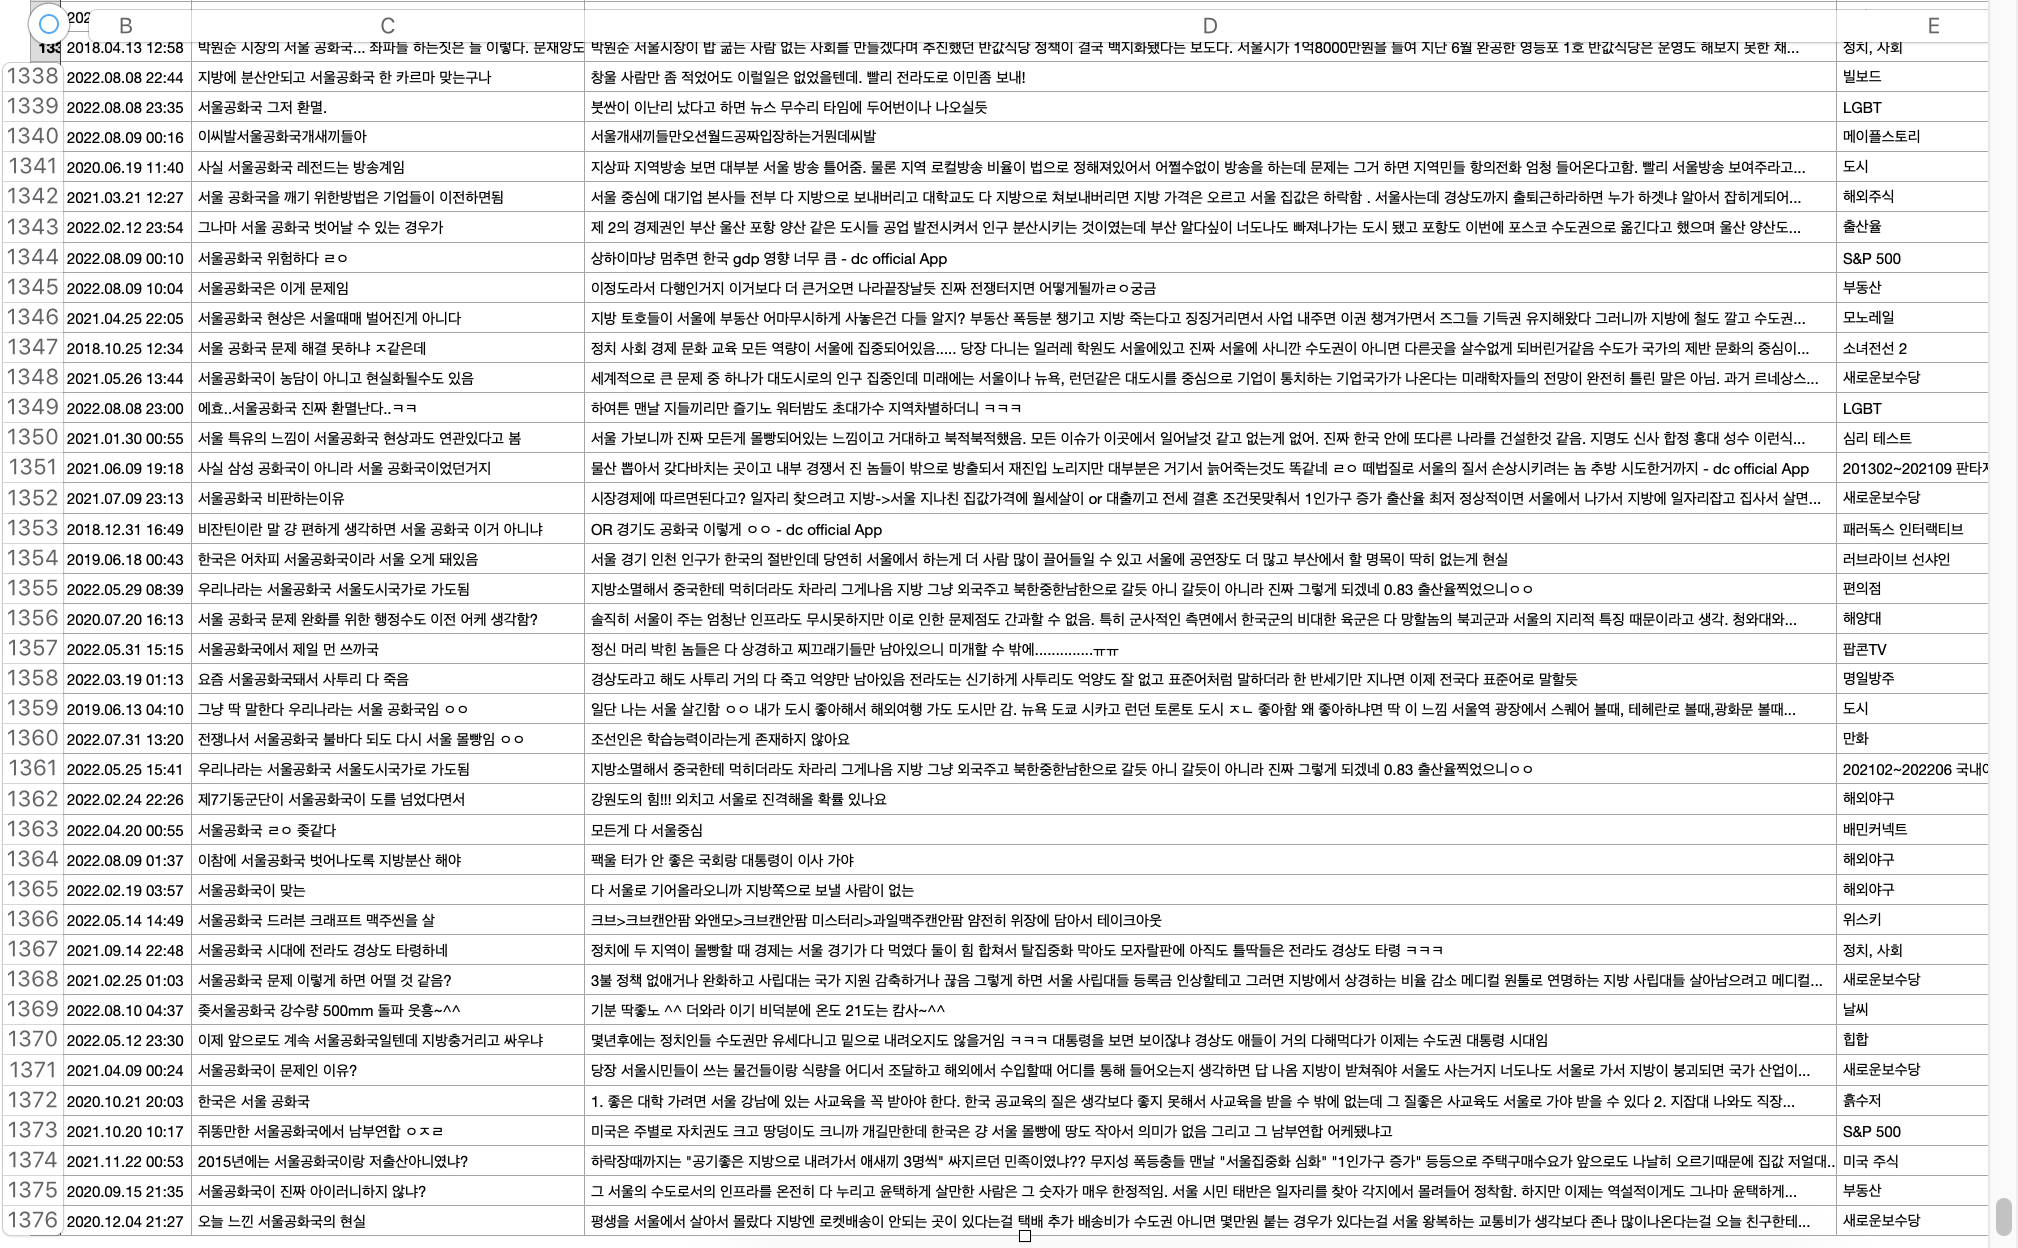 202
B C D E
133 2018.04.13 12:58 박원순 시장의 서울 공화국... 좌파들 하는짓은 늘 이렇다. 문재앙도 박원순 서울시장이 밥 굶는 사람 없는 사회를 만들겠다며 추진했던 반값식당 정책이 결국 백지화됐다는 보도다. 서울시가 1억8000만원을 들여 지난 6월 완공한 영등포 1호 반값식당은 운영도 해보지 못한 채... 정치, 사회
1338 2022.08.08 22:44 지방에 분산안되고 서울공화국 한 카르마 맞는구나 창울 사람만 좀 적었어도 이럴일은 없었을텐데. 빨리 전라도로 이민좀 보내! 빌보드
1339 2022.08.08 23:35 서울공화국 그저 환멸. 붓싼이 이난리 났다고 하면 뉴스 무수리 타임에 두어번이나 나오실듯 LGBT
1340 2022.08.09 00:16 이씨발서울공화국개새끼들아 서울개새끼들만오션월드공짜입장하는거뭔데씨발 메이플스토리
1341 2020.06.19 11:40 사실 서울공화국 레전드는 방송계임 지상파 지역방송 보면 대부분 서울 방송 틀어줌. 물론 지역 로컬방송 비율이 법으로 정해져있어서 어쩔수없이 방송을 하는데 문제는 그거 하면 지역민들 항의전화 엄청 들어온다고함. 빨리 서울방송 보여주라고... 도시
1342 2021.03.21 12:27 서울 공화국을 깨기 위한방법은 기업들이 이전하면됨 서울 중심에 대기업 본사들 전부 다 지방으로 보내버리고 대학교도 다 지방으로 쳐보내버리면 지방 가격은 오르고 서울 집값은 하락함 . 서울사는데 경상도까지 출퇴근하라하면 누가 하겟냐 알아서 잡히게되어... 해외주식
1343 2022.02.12 23:54 그나마 서울 공화국 벗어날 수 있는 경우가 제 2의 경제권인 부산 울산 포항 양산 같은 도시들 공업 발전시켜서 인구 분산시키는 것이였는데 부산 알다싶이 너도나도 빠져나가는 도시 됐고 포항도 이번에 포스코 수도권으로 옮긴다고 했으며 울산 양산도... 출산율
1344 2022.08.09 00:10 서울공화국 위험하다 ㄹㅇ 상하이마냥 멈추면 한국 gdp 영향 너무 큼 - dc official App S&P 500
1345 2022.08.09 10:04 서울공화국은 이게 문제임 이정도라서 다행인거지 이거보다 더 큰거오면 나라끝장날듯 진짜 전쟁터지면 어떻게될까ㄹㅇ궁금 부동산
1346 2021.04.25 22:05 서울공화국 현상은 서울때매 벌어진게 아니다 지방 토호들이 서울에 부동산 어마무시하게 사놓은건 다들 알지? 부동산 폭등분 챙기고 지방 죽는다고 징징거리면서 사업 내주면 이권 챙겨가면서 즈그들 기득권 유지해왔다 그러니까 지방에 철도 깔고 수도권... 모노레일
1347 2018.10.25 12:34 서울 공화국 문제 해결 못하냐 ㅈ같은데 정치 사회 경제 문화 교육 모든 역량이 서울에 집중되어있음..... 당장 다니는 일러레 학원도 서울에있고 진짜 서울에 사니깐 수도권이 아니면 다른곳을 살수없게 되버린거같음 수도가 국가의 제반 문화의 중심이... 소녀전선 2
1348 2021.05.26 13:44 서울공화국이 농담이 아니고 현실화될수도 있음 세계적으로 큰 문제 중 하나가 대도시로의 인구 집중인데 미래에는 서울이나 뉴욕, 런던같은 대도시를 중심으로 기업이 통치하는 기업국가가 나온다는 미래학자들의 전망이 완전히 틀린 말은 아님. 과거 르네상스... 새로운보수당
1349 2022.08.08 23:00 에효..서울공화국 진짜 환멸난다..ㅋㅋ 하여튼 맨날 지들끼리만 즐기노 워터밤도 초대가수 지역차별하더니 ㅋㅋㅋ LGBT
1350 2021.01.30 00:55 서울 특유의 느낌이 서울공화국 현상과도 연관있다고 봄 서울 가보니까 진짜 모든게 몰빵되어있는 느낌이고 거대하고 북적북적했음. 모든 이슈가 이곳에서 일어날것 같고 없는게 없어. 진짜 한국 안에 또다른 나라를 건설한것 같음. 지명도 신사 합정 홍대 성수 이런식... 심리 테스트
1351 2021.06.09 19:18 사실 삼성 공화국이 아니라 서울 공화국이었던거지 물산 뽑아서 갖다바치는 곳이고 내부 경쟁서 진 놈들이 밖으로 방출되서 재진입 노리지만 대부분은 거기서 늙어죽는것도 똑같네 ㄹㅇ 떼법질로 서울의 질서 손상시키려는 놈 추방 시도한거까지 - dc official App 201302~202109 판타지
1352 2021.07.09 23:13 서울공화국 비판하는이유 시장경제에 따르면된다고? 일자리 찾으려고 지방->서울 지나친 집값가격에 월세살이 or 대출끼고 전세 결혼 조건못맞춰서 1인가구 증가 출산율 최저 정상적이면 서울에서 나가서 지방에 일자리잡고 집사서 살면... 새로운보수당
1353 2018.12.31 16:49 비잔틴이란 말 걍 편하게 생각하면 서울 공화국 이거 아니냐 OR 경기도 공화국 이렇게 ㅇㅇ - dc official App 패러독스 인터랙티브
1354 2019.06.18 00:43 한국은 어차피 서울공화국이라 서울 오게 돼있음 서울 경기 인천 인구가 한국의 절반인데 당연히 서울에서 하는게 더 사람 많이 끌어들일 수 있고 서울에 공연장도 더 많고 부산에서 할 명목이 딱히 없는게 현실 러브라이브 선샤인
1355 2022.05.29 08:39 우리나라는 서울공화국 서울도시국가로 가도됨 지방소멸해서 중국한테 먹히더라도 차라리 그게나음 지방 그냥 외국주고 북한중한남한으로 갈듯 아니 갈듯이 아니라 진짜 그렇게 되겠네 0.83 출산율찍었으니ㅇㅇ 편의점
1356 2020.07.20 16:13 서울 공화국 문제 완화를 위한 행정수도 이전 어케 생각함? 솔직히 서울이 주는 엄청난 인프라도 무시못하지만 이로 인한 문제점도 간과할 수 없음. 특히 군사적인 측면에서 한국군의 비대한 육군은 다 망할놈의 북괴군과 서울의 지리적 특징 때문이라고 생각. 청와대와... 해양대
1357 2022.05.31 15:15 서울공화국에서 제일 먼 쓰까국 정신 머리 박힌 놈들은 다 상경하고 찌끄래기들만 남아있으니 미개할 수 밖에..............ㅠㅠ 팝콘TV
1358 2022.03.19 01:13 요즘 서울공화국돼서 사투리 다 죽음 경상도라고 해도 사투리 거의 다 죽고 억양만 남아있음 전라도는 신기하게 사투리도 억양도 잘 없고 표준어처럼 말하더라 한 반세기만 지나면 이제 전국다 표준어로 말할듯 명일방주
1359 2019.06.13 04:10 그냥 딱 말한다 우리나라는 서울 공화국임 ㅇㅇ 일단 나는 서울 살긴함 ㅇㅇ 내가 도시 좋아해서 해외여행 가도 도시만 감. 뉴욕 도쿄 시카고 런던 토론토 도시 ㅈㄴ 좋아함 왜 좋아하냐면 딱 이 느낌 서울역 광장에서 스퀘어 볼때, 테헤란로 볼때,광화문 볼때... 도시
1360 2022.07.31 13:20 전쟁나서 서울공화국 불바다 되도 다시 서울 몰빵임 ㅇㅇ 조선인은 학습능력이라는게 존재하지 않아요 만화
1361 2022.05.25 15:41 우리나라는 서울공화국 서울도시국가로 가도됨 지방소멸해서 중국한테 먹히더라도 차라리 그게나음 지방 그냥 외국주고 북한중한남한으로 갈듯 아니 갈듯이 아니라 진짜 그렇게 되겠네 0.83 출산율찍었으니ㅇㅇ 202102~202206 국내야
1362 2022.02.24 22:26 제7기동군단이 서울공화국이 도를 넘었다면서 강원도의 힘!!! 외치고 서울로 진격해올 확률 있나요 해외야구
1363 2022.04.20 00:55 서울공화국 ㄹㅇ 좆같다 모든게 다 서울중심 배민커넥트
1364 2022.08.09 01:37 이참에 서울공화국 벗어나도록 지방분산 해야 팩울 터가 안 좋은 국회랑 대통령이 이사 가야 해외야구
1365 2022.02.19 03:57 서울공화국이 맞는 다 서울로 기어올라오니까 지방쪽으로 보낼 사람이 없는 해외야구
1366 2022.05.14 14:49 서울공화국 드러븐 크래프트 맥주씬을 살 크브>크브캔안팜 와앤모>크브캔안팜 미스터리>과일맥주캔안팜 얌전히 위장에 담아서 테이크아웃 위스키
1367 2021.09.14 22:48 서울공화국 시대에 전라도 경상도 타령하네 정치에 두 지역이 몰빵할 때 경제는 서울 경기가 다 먹였다 둘이 힘 합쳐서 탈집중화 막아도 모자랄판에 아직도 틀딱들은 전라도 경상도 타령 ㅋㅋㅋ 정치, 사회
1368 2021.02.25 01:03 서울공화국 문제 이렇게 하면 어떨 것 같음? 3불 정책 없애거나 완화하고 사립대는 국가 지원 감축하거나 끊음 그렇게 하면 서울 사립대들 등록금 인상할테고 그러면 지방에서 상경하는 비율 감소 메디컬 원툴로 연명하는 지방 사립대들 살아남으려고 메디컬... 새로운보수당
1369 2022.08.10 04:37 좆서울공화국 강수량 500mm 돌파 웃흥~^^ 기분 딱좋노 ^^ 더와라 이기 비덕분에 온도 21도는 캄사~^^ 날씨
1370 2022.05.12 23:30 이제 앞으로도 계속 서울공화국일텐데 지방충거리고 싸우냐 몇년후에는 정치인들 수도권만 유세다니고 밑으로 내려오지도 않을거임 ㅋㅋㅋ 대통령을 보면 보이잖냐 경상도 애들이 거의 다해먹다가 이제는 수도권 대통령 시대임 힙합
1371 2021.04.09 00:24 서울공화국이 문제인 이유? 당장 서울시민들이 쓰는 물건들이랑 식량을 어디서 조달하고 해외에서 수입할때 어디를 통해 들어오는지 생각하면 답 나옴 지방이 받쳐줘야 서울도 사는거지 너도나도 서울로 가서 지방이 붕괴되면 국가 산업이... 새로운보수당
1372 2020.10.21 20:03 한국은 서울 공화국 1. 좋은 대학 가려면 서울 강남에 있는 사교육을 꼭 받아야 한다. 한국 공교육의 질은 생각보다 좋지 못해서 사교육을 받을 수 밖에 없는데 그 질좋은 사교육도 서울로 가야 받을 수 있다 2. 지잡대 나와도 직장... 흙수저
1373 2021.10.20 10:17 쥐똥만한 서울공화국에서 남부연합 ㅇㅈㄹ 미국은 주별로 자치권도 크고 땅덩이도 크니까 개길만한데 한국은 걍 서울 몰빵에 땅도 작아서 의미가 없음 그리고 그 남부연합 어케됐냐고 S&P 500
1374 2021.11.22 00:53 2015년에는 서울공화국이랑 저출산아니였냐? 하락장때까지는 "공기좋은 지방으로 내려가서 애새끼 3명씩" 싸지르던 민족이였냐?? 무지성 폭등충들 맨날 "서울집중화 심화" "1인가구 증가" 등등으로 주택구매수요가 앞으로도 나날히 오르기때문에 집값 저얼대.. 미국 주식
1375 2020.09.15 21:35 서울공화국이 진짜 아이러니하지 않냐? 그 서울의 수도로서의 인프라를 온전히 다 누리고 윤택하게 살만한 사람은 그 숫자가 매우 한정적임. 서울 시민 태반은 일자리를 찾아 각지에서 몰려들어 정착함. 하지만 이제는 역설적이게도 그나마 윤택하게... 부동산
1376 2020.12.04 21:27 오늘 느낀 서울공화국의 현실 평생을 서울에서 살아서 몰랐다 지방엔 로켓배송이 안되는 곳이 있다는걸 택배 추가 배송비가 수도권 아니면 몇만원 붙는 경우가 있다는걸 서울 왕복하는 교통비가 생각보다 존나 많이나온다는걸 오늘 친구한테... 새로운보수당